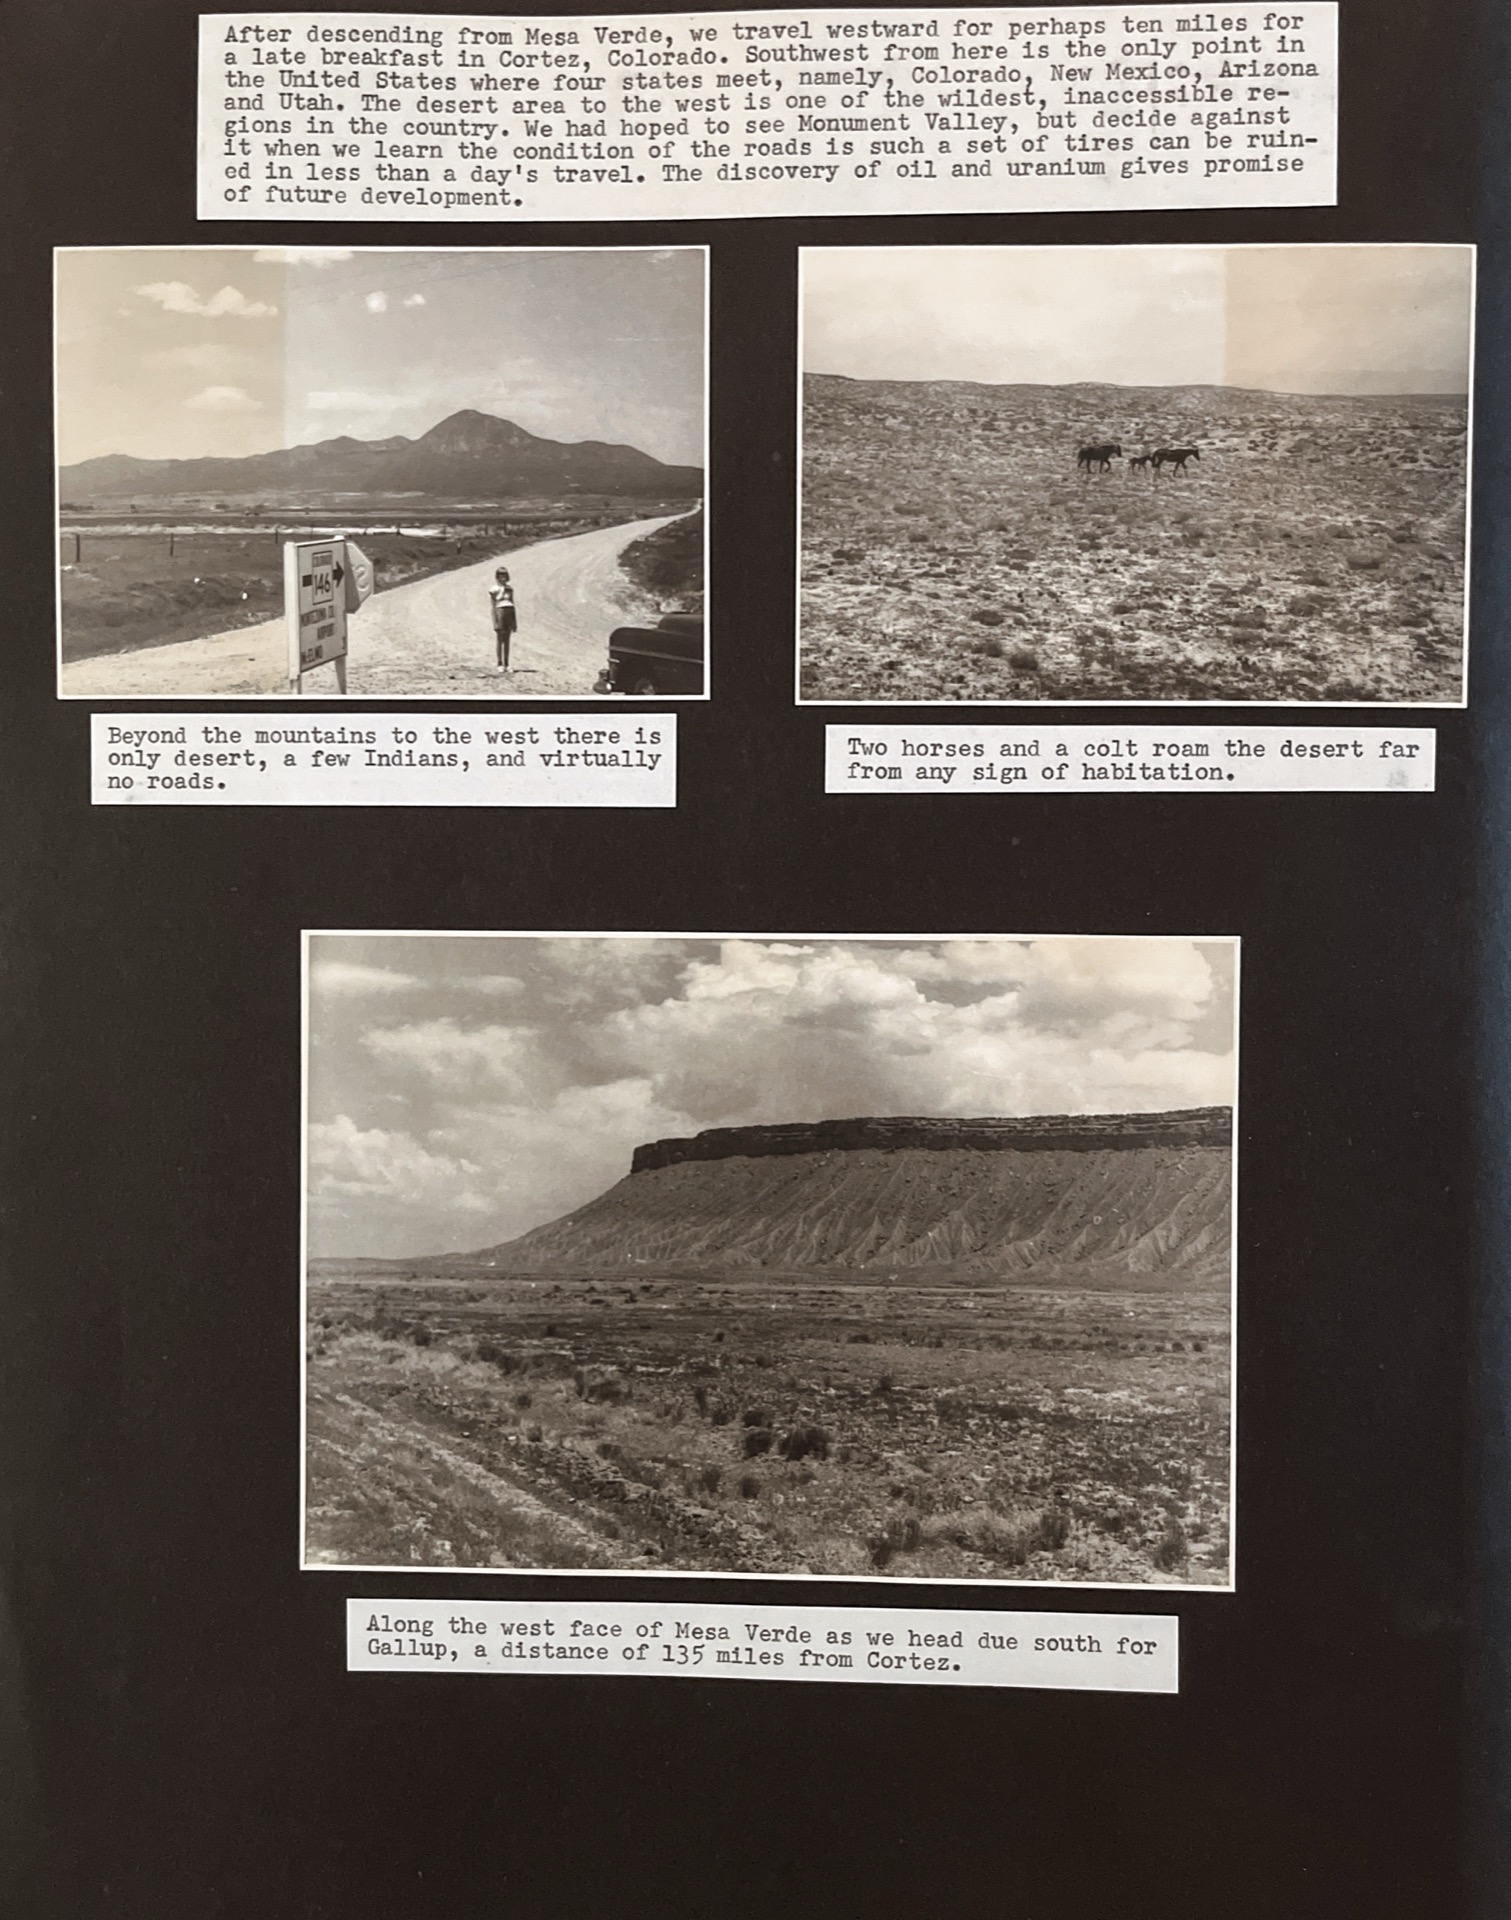 After descending from Mesa Verde, we travel westward for perhaps ten miles for
a late breakfast in Cortez, Colorado. Southwest from here is the only point in
the United States where four states meet, namely, Colorado, New Mexico, Arizona
and Utah. The desert area to the west is one of the wildest, inaccessible re-
gions in the country. We had hoped to see Monument Valley, but decide against
it when we learn the condition of the roads is such a set of tires can be ruin-
ed in less than a day's travel. The discovery of oil and uranium gives promise
of future development.
COLORADO
146
MONTEZUMA CO.
AIRPORT
McELMO
Beyond the mountains to the west there is
only desert, a few Indians, and virtually
no roads.
Two horses and a colt roam the desert far
from any sign of habitation.
Along the west face of Mesa Verde as we head due south for
Gallup, a distance of 135 miles from Cortez.